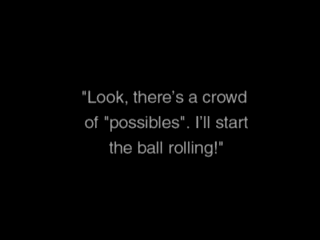 "Look, there's a crowd
of "possibles". I'll start
the ball rolling!"